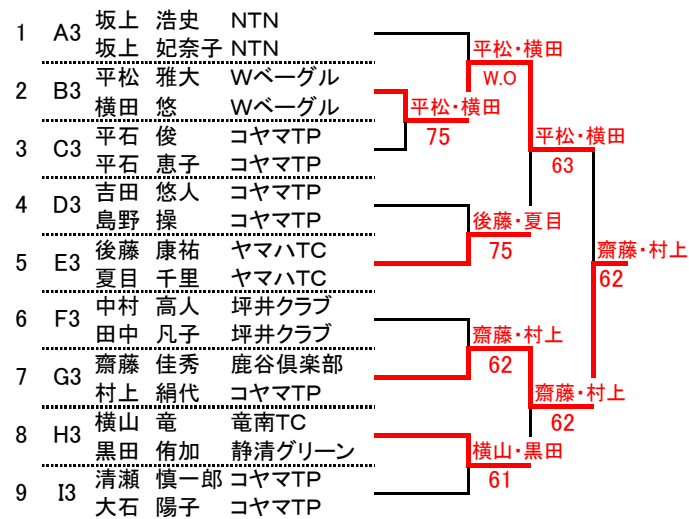 1 A3 坂上 浩史 NTN
坂上 妃奈子 NTN
2 B3 平松 雅大 Wベーグル
横田 悠 Wベーグル
3 C3 平石 俊 コヤマTP
平石 恵子 コヤマTP
4 D3 吉田 悠人 コヤマTP
島野 操 コヤマTP
5 E3 後藤 康祐 ヤマハTC
夏目 千里 ヤマハTC
6 F3 中村 高人 坪井クラブ
田中 凡子 坪井クラブ
7 G3 齋藤 佳秀 鹿谷倶楽部
村上 絹代 コヤマTP
8 H3 横山 竜 竜南TC
黒田 侑加 静清グリーン
9 I3 清瀬 慎一郎 コヤマTP
大石 陽子 コヤマTP
平松・横田
75
平松・横田
W.O
後藤・夏目
75
齋藤・村上
62
横山・黒田
61
平松・横田
63
齋藤・村上
62
齋藤・村上
62